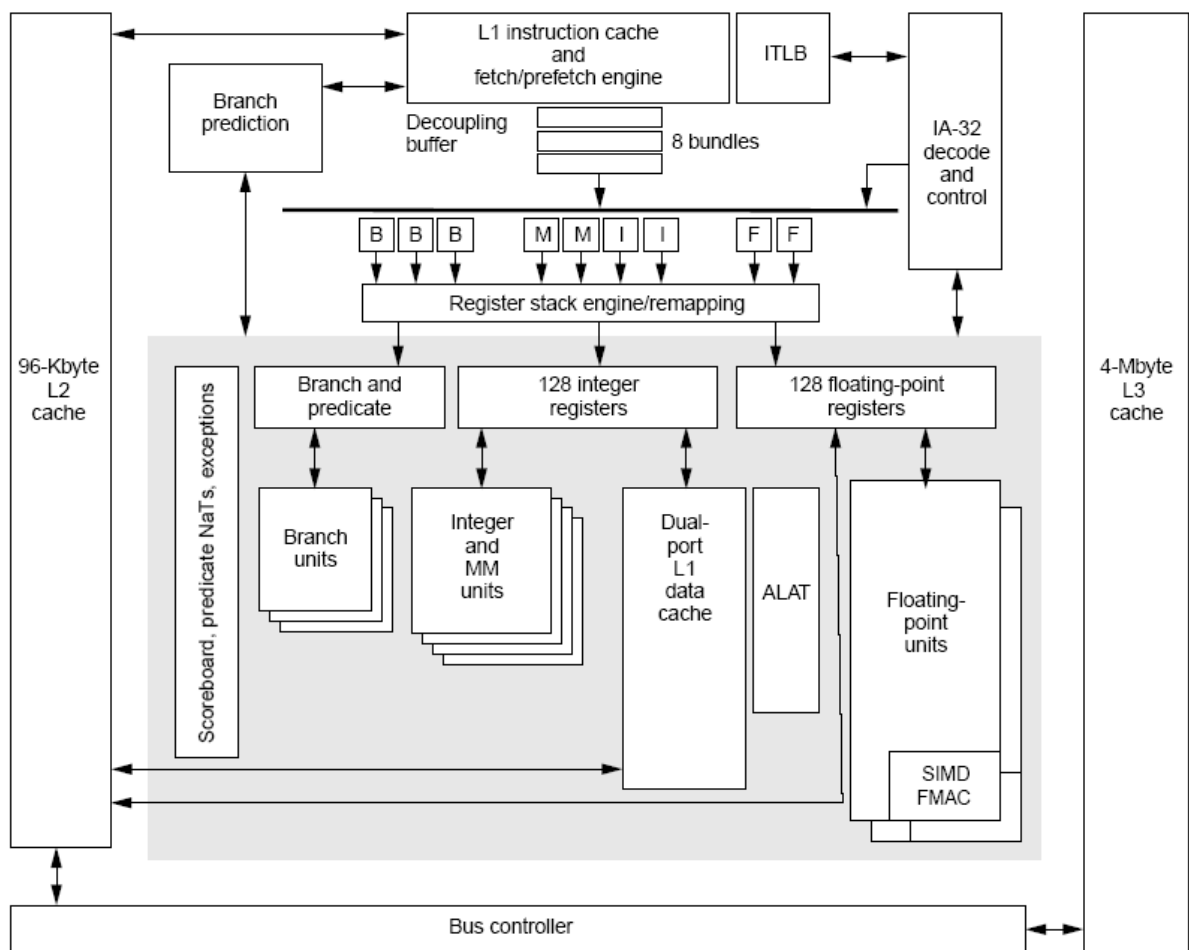 L1 instruction cache
and
fetch/prefetch engine
ITLB
Branch
prediction
Decoupling
buffer
8 bundles
IA-32
decode
and
control
B B B M M I I F F
Register stack engine/remapping
96-Kbyte
L2
cache
4-Mbyte
L3
cache
Scoreboard, predicate NaTs, exceptions
Branch and
predicate
128 integer
registers
128 floating-point
registers
Branch
units
Integer
and
MM
units
Dual-
port
L1
data
cache
ALAT
Floating-
point
units
SIMD
FMAC
Bus controller